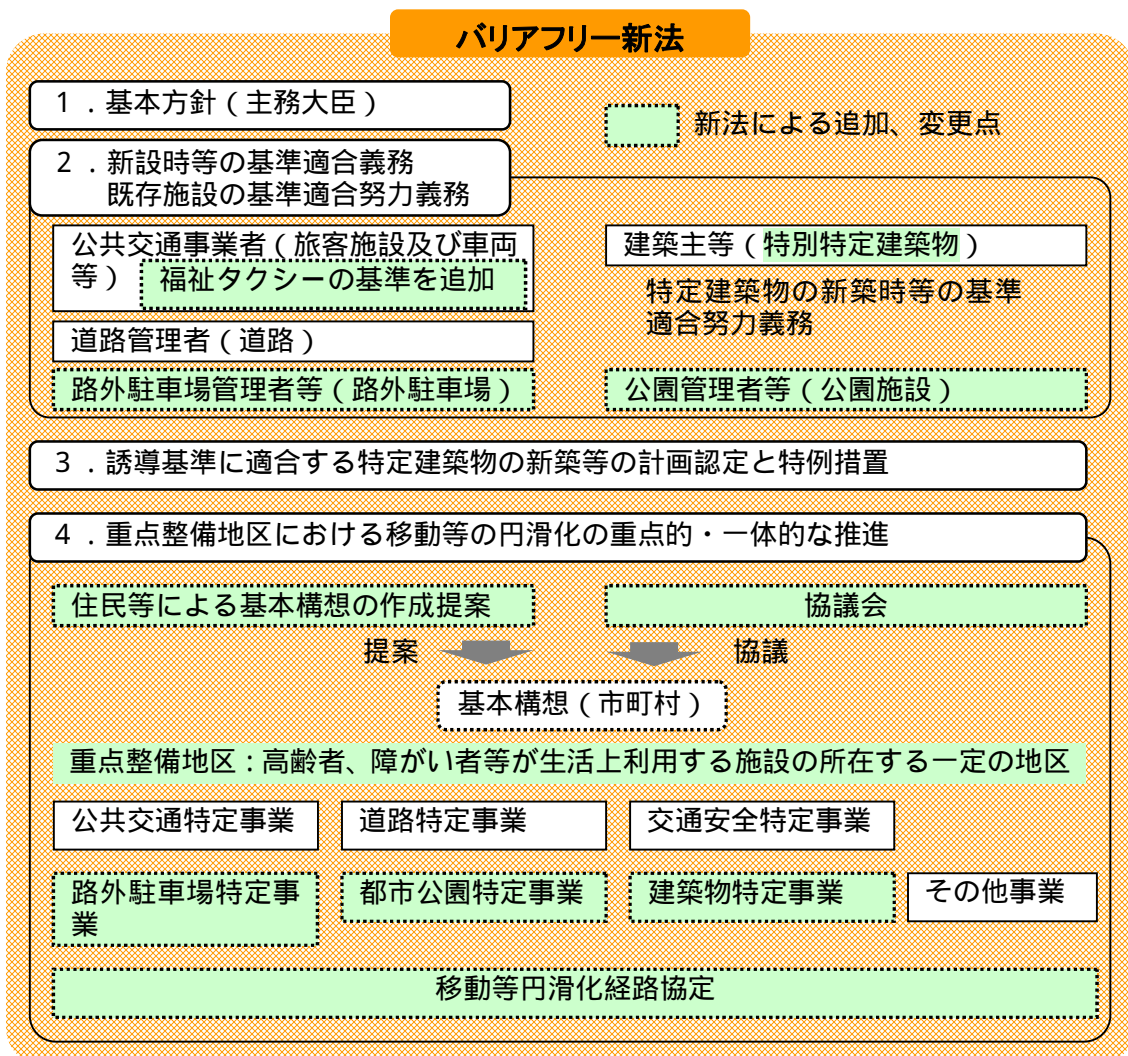 バリアフリー新法
1．基本方針（主務大臣）
新法による追加、変更点
2．新設時等の基準適合義務
既存施設の基準適合努力義務
公共交通事業者（旅客施設及び車両
等）
福祉タクシーの基準を追加
建築主等（特別特定建築物）
特定建築物の新築時等の基準
適合努力義務
道路管理者（道路）
路外駐車場管理者等（路外駐車場）
公園管理者等（公園施設）
3．誘導基準に適合する特定建築物の新築等の計画認定と特例措置
4．重点整備地区における移動等の円滑化の重点的・一体的な推進
住民等による基本構想の作成提案
協議会
提案
協議
基本構想（市町村）
重点整備地区：高齢者、障がい者等が生活上利用する施設の所在する一定の地区
公共交通特定事業
道路特定事業
交通安全特定事業
路外駐車場特定事
業
都市公園特定事業
建築物特定事業
その他事業
移動等円滑化経路協定